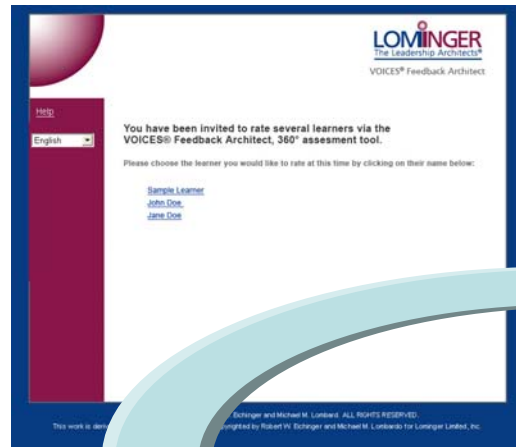 LOMINGER
The Leadership Architects®
VOICES® Feedback Architect
Help
English
You have been invited to rate several learners via the
VOICES® Feedback Architect, 360° assesment tool.
Please choose the learner you would like to rate at this time by clicking on their name below:
Sample Learner
John Doe
Jane Doe
Eichinger and Michael M. Lombard. ALL RIGHTS RESERVED.
This work is by Robert W. Eichinger and Michael M. Lombardo for Lominger Limited, Inc.